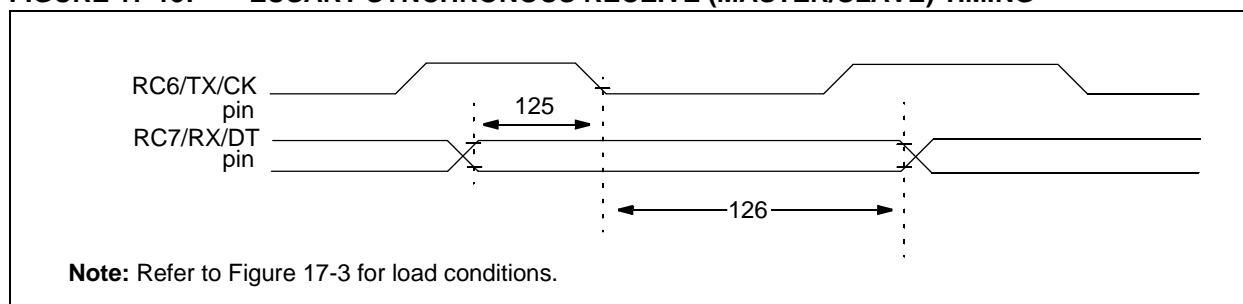 RC6/TX/CK
pin
125
RC7/RX/DT
pin
126
Note: Refer to Figure 17-3 for load conditions.